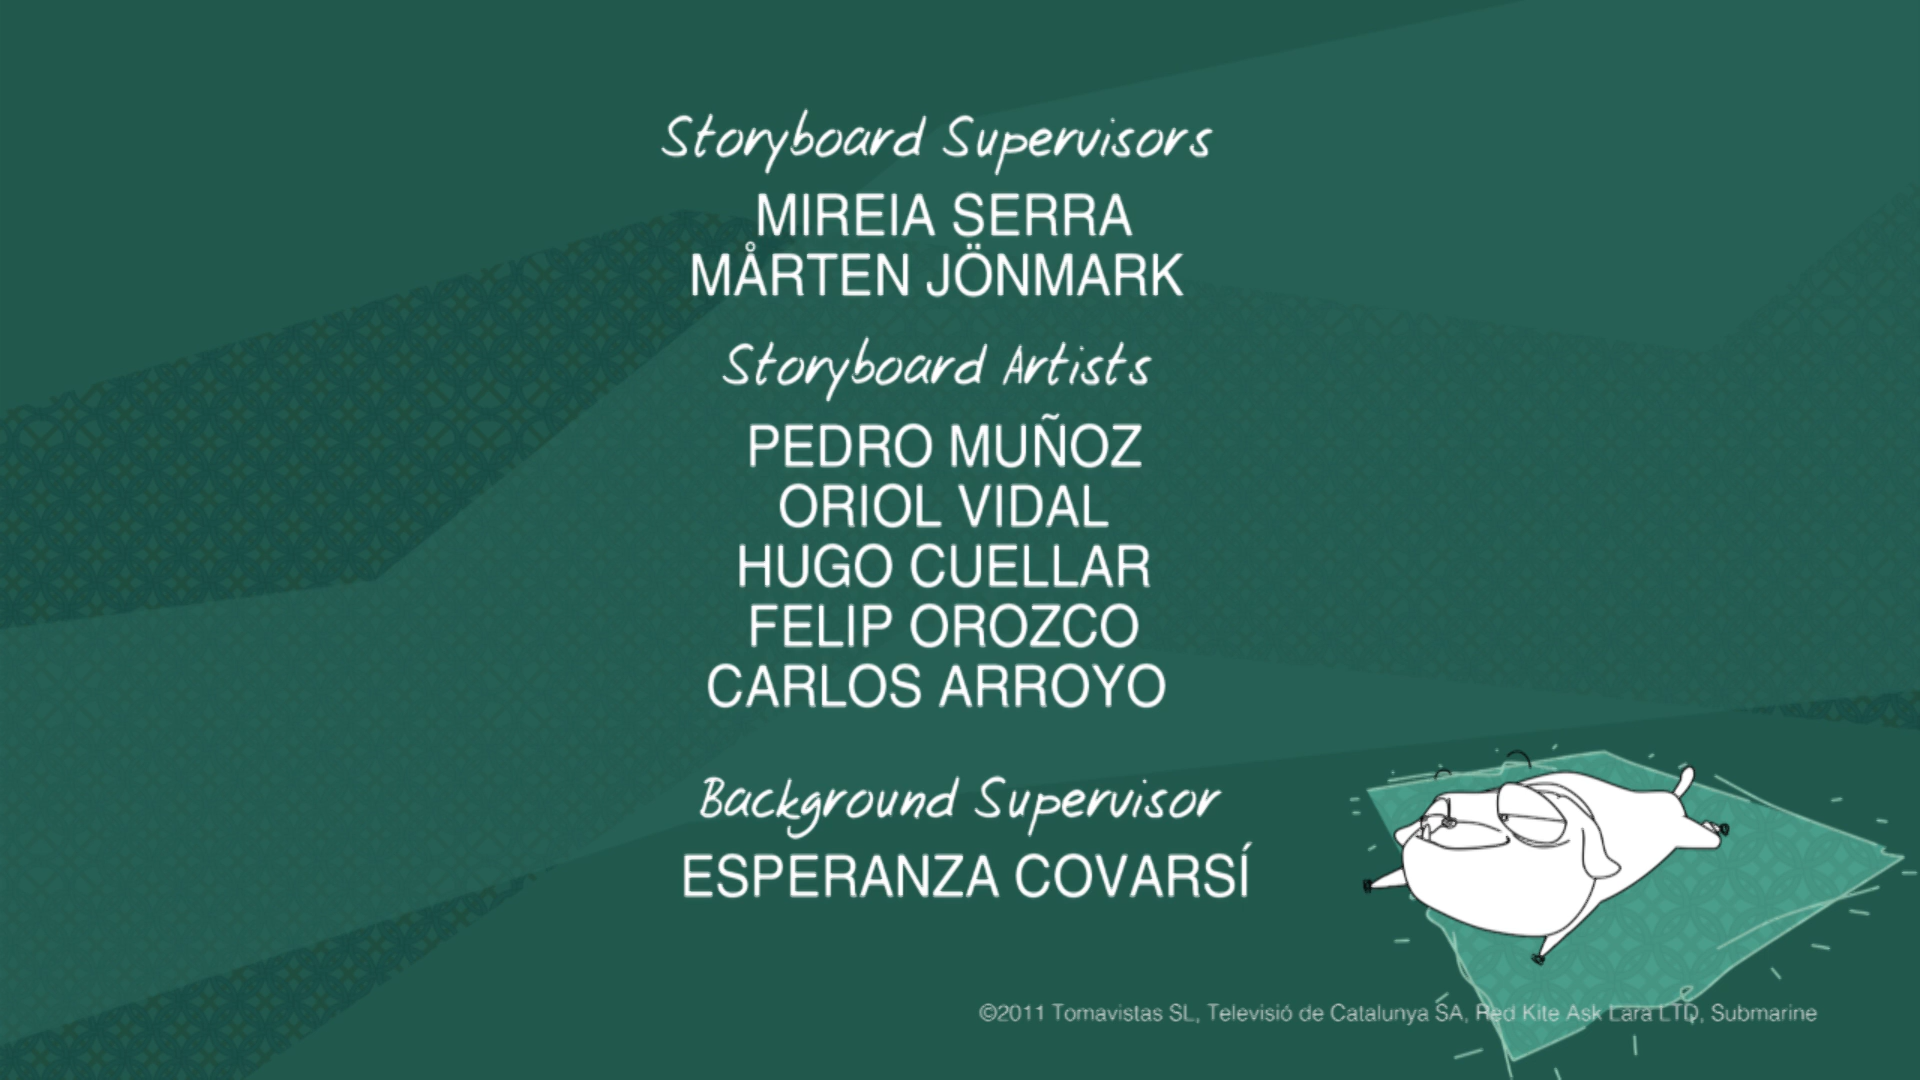 Storyboard Supervisors
MIREIA SERRA
MÅRTEN JÖNMARK
Storyboard Artists
PEDRO MUÑOZ
ORIOL VIDAL
HUGO CUELLAR
FELIP OROZCO
CARLOS ARROYO
Background Supervisor
ESPERANZA COVARSÍ
©2011 Tomavistas SL, Televisió de Catalunya SA, Red Kite Ask Lara LTD, Submarine